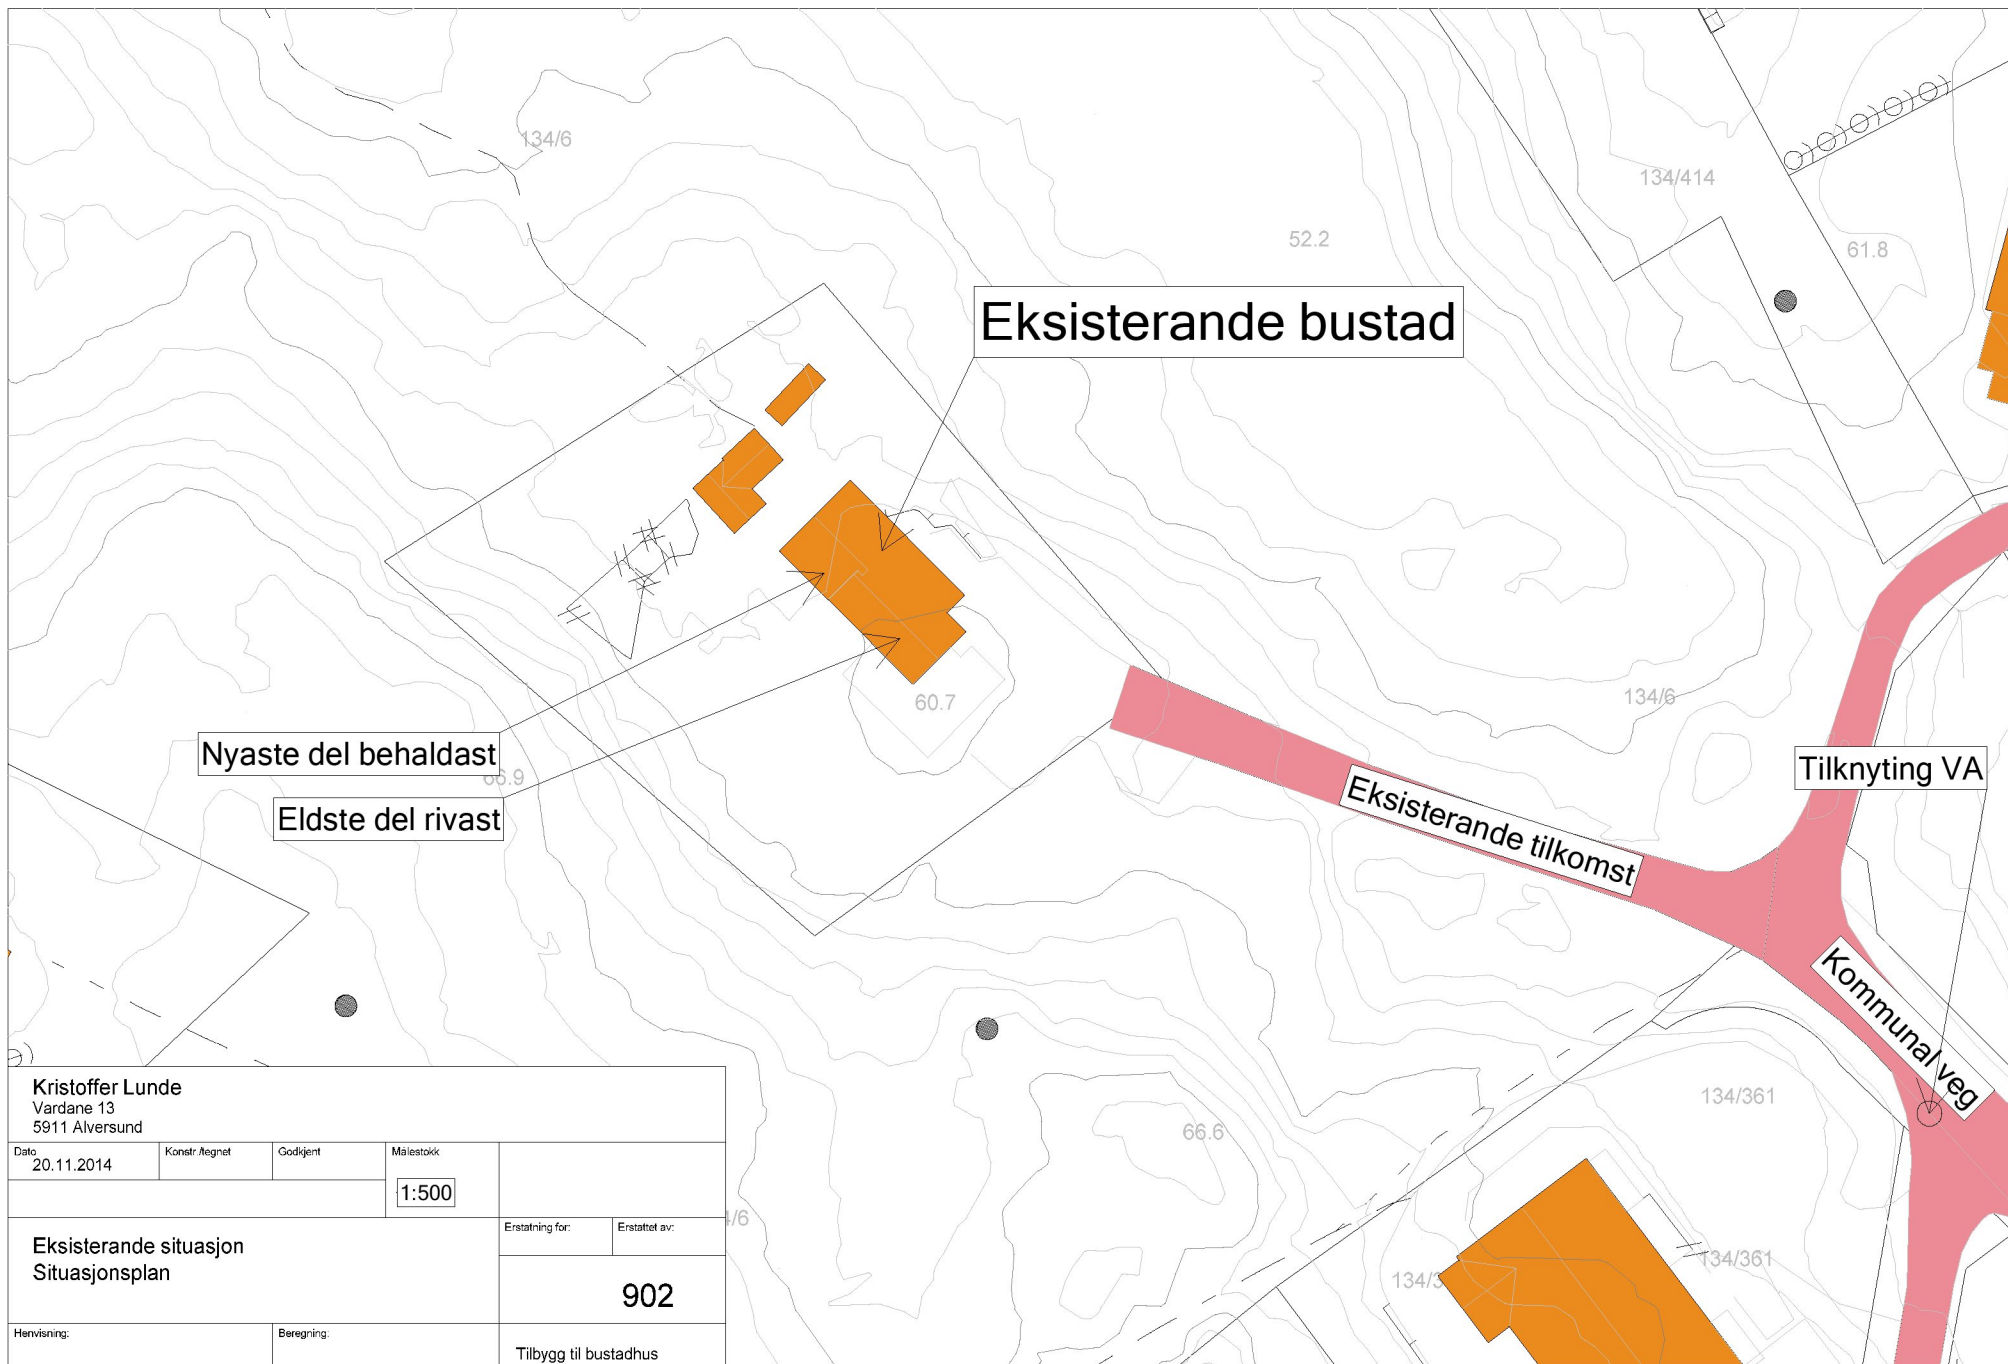 134/6
134/414
52.2
61.8
Eksisterande bustad
60.7
134/6
Nyaste del behaldast
66.9
Eldste del rivast
Tilknyting VA
Eksisterande tilkomst
Kommunal veg
134/361
66.6
134/361
Kristoffer Lunde
Vardane 13
5911 Alversund
Dato
20.11.2014
Konstr./tegnet
Godkjent
Målestokk
1:500
Eksisterande situasjon
Situasjonsplan
Erstatning for:
Erstattet av:
902
Henvisning:
Beregning:
Tilbygg til bustadhus